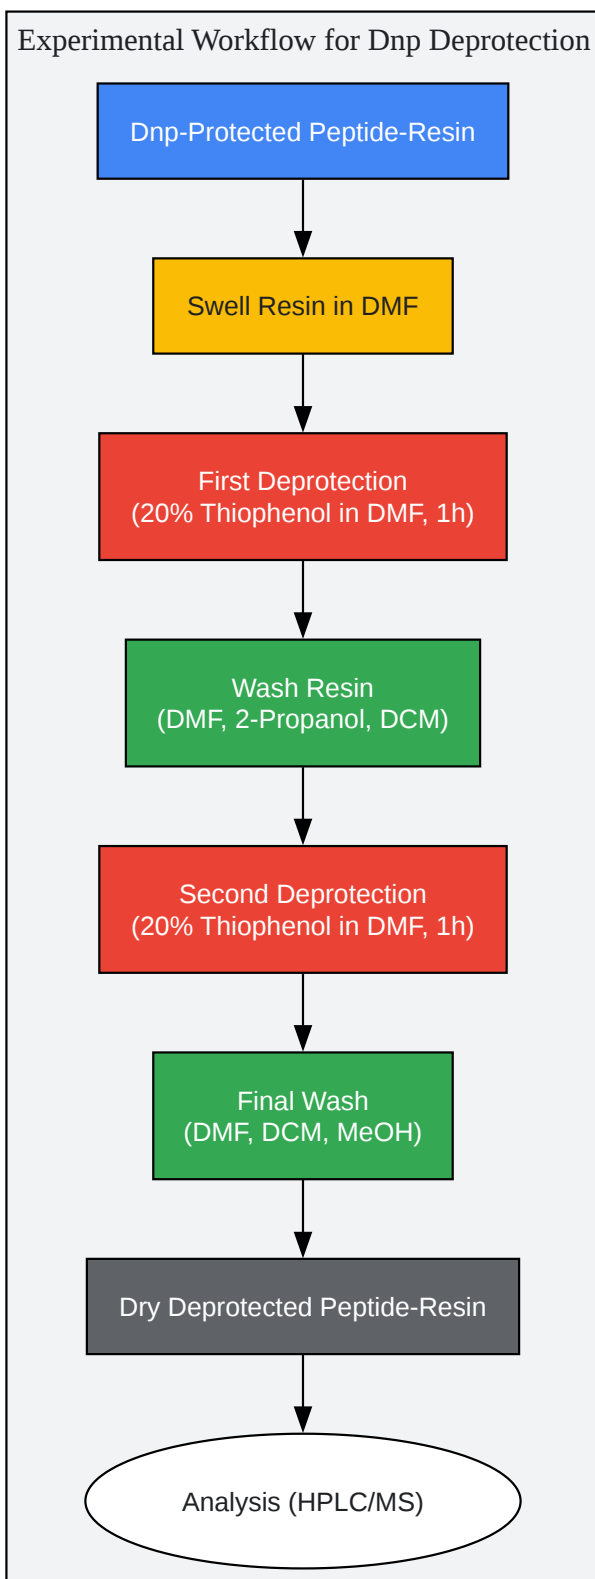 Experimental Workflow for Dnp Deprotection
Dnp-Protected Peptide-Resin
Swell Resin in DMF
First Deprotection
(20% Thiophenol in DMF, 1h)
Wash Resin
(DMF, 2-Propanol, DCM)
Second Deprotection
(20% Thiophenol in DMF, 1h)
Final Wash
(DMF, DCM, MeOH)
Dry Deprotected Peptide-Resin
Analysis (HPLC/MS)